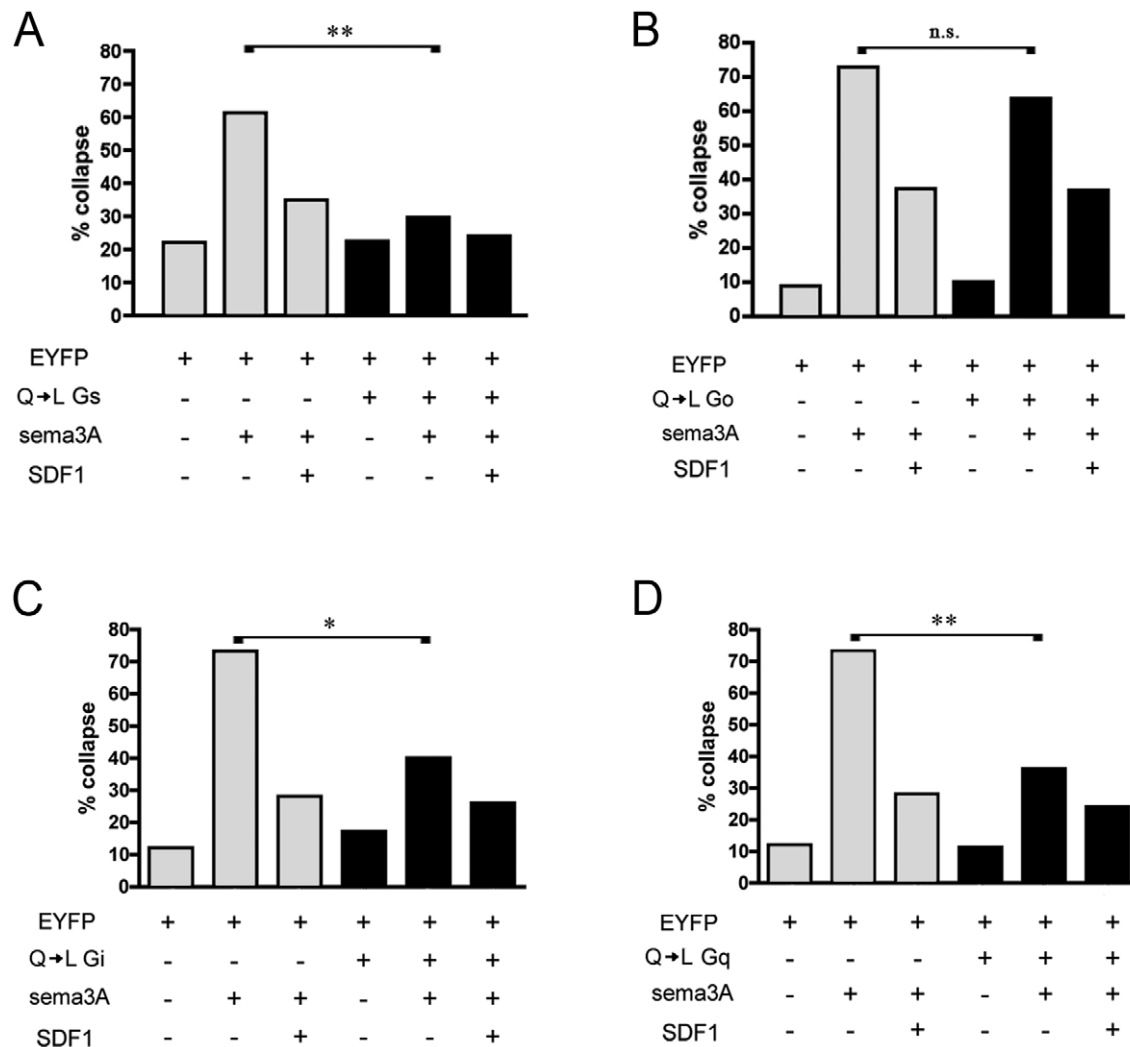 A
**
80
70
60
50
40
30
20
10
0
% collapse
EYFP + + + + + +
Q→L Gs - - - + + +
sema3A - + + - + +
SDF1 - - + - - +
B
n.s.
80
70
60
50
40
30
20
10
0
% collapse
EYFP + + + + + +
Q→L Go - - - + + +
sema3A - + + - + +
SDF1 - - + - - +
C
*
80
70
60
50
40
30
20
10
0
% collapse
EYFP + + + + + +
Q→L Gi - - - + + +
sema3A - + + - + +
SDF1 - - + - - +
D
**
80
70
60
50
40
30
20
10
0
% collapse
EYFP + + + + + +
Q→L Gq - - - + + +
sema3A - + + - + +
SDF1 - - + - - +